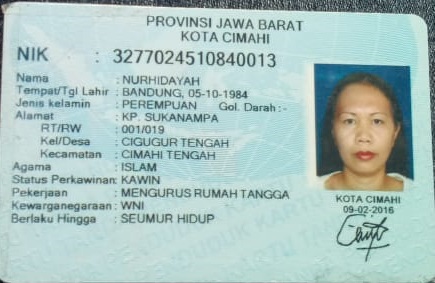 PROVINSI JAWA BARAT
KOTA CIMAHI
NIK : 3277024510840013
Nama : NURHIDAYAH
Tempat/Tgl Lahir : BANDUNG, 05-10-1984
Jenis kelamin : PEREMPUAN Gol. Darah :-
Alamat : KP. SUKANAMPA
RT/RW : 001/019
Kel/Desa : CIGUGUR TENGAH
Kecamatan : CIMAHI TENGAH
Agama : ISLAM
Status Perkawinan: KAWIN
Pekerjaan : MENGURUS RUMAH TANGGA
Kewarganegaraan: WNI
Berlaku Hingga : SEUMUR HIDUP
KOTA CIMAHI
09-02-2016